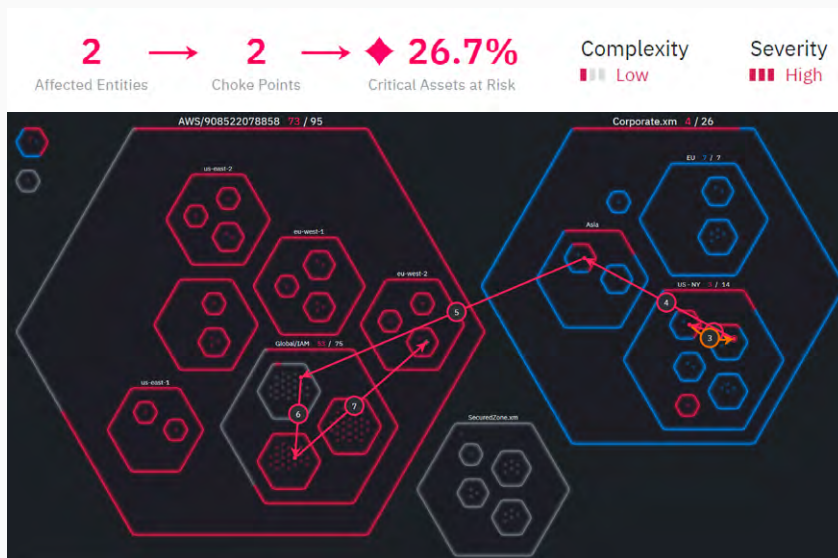 2 2 26.7%
Affected Entities Choke Points Critical Assets at Risk
Complexity
Low
Severity
High
AWS/908522078858 73 / 95
Corporate.xm 4 / 26
us-east-2
EU 7 / 7
eu-west-1
Asia
eu-west-2
US - NY / 14
5
4
3
Global/IAM / 75
us-east-1
6
7
SecuredZone.xm